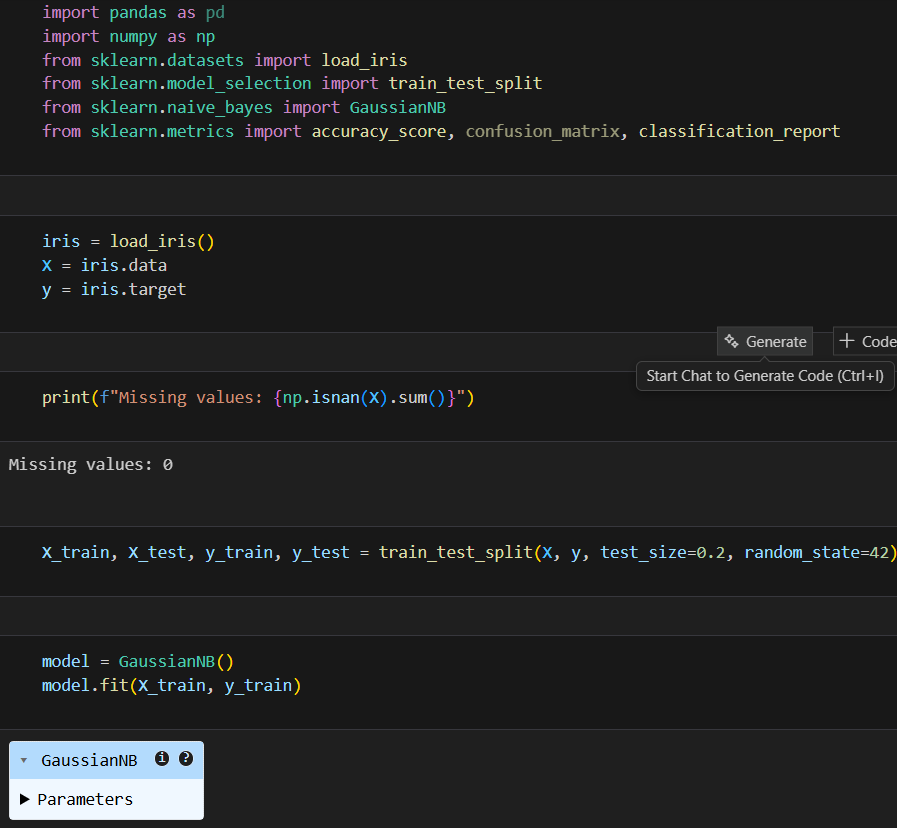 import pandas as pd
import numpy as np
from sklearn.datasets import load_iris
from sklearn.model_selection import train_test_split
from sklearn.naive_bayes import GaussianNB
from sklearn.metrics import accuracy_score, confusion_matrix, classification_report
iris = load_iris()
X = iris.data
y = iris.target
Generate
Code
Start Chat to Generate Code (Ctrl+I)
print(f"Missing values: {np.isnan(X).sum()}")
Missing values: 0
X_train, X_test, y_train, y_test = train_test_split(X, y, test_size=0.2, random_state=42)
model = GaussianNB()
model.fit(X_train, y_train)
GaussianNB i ?
Parameters